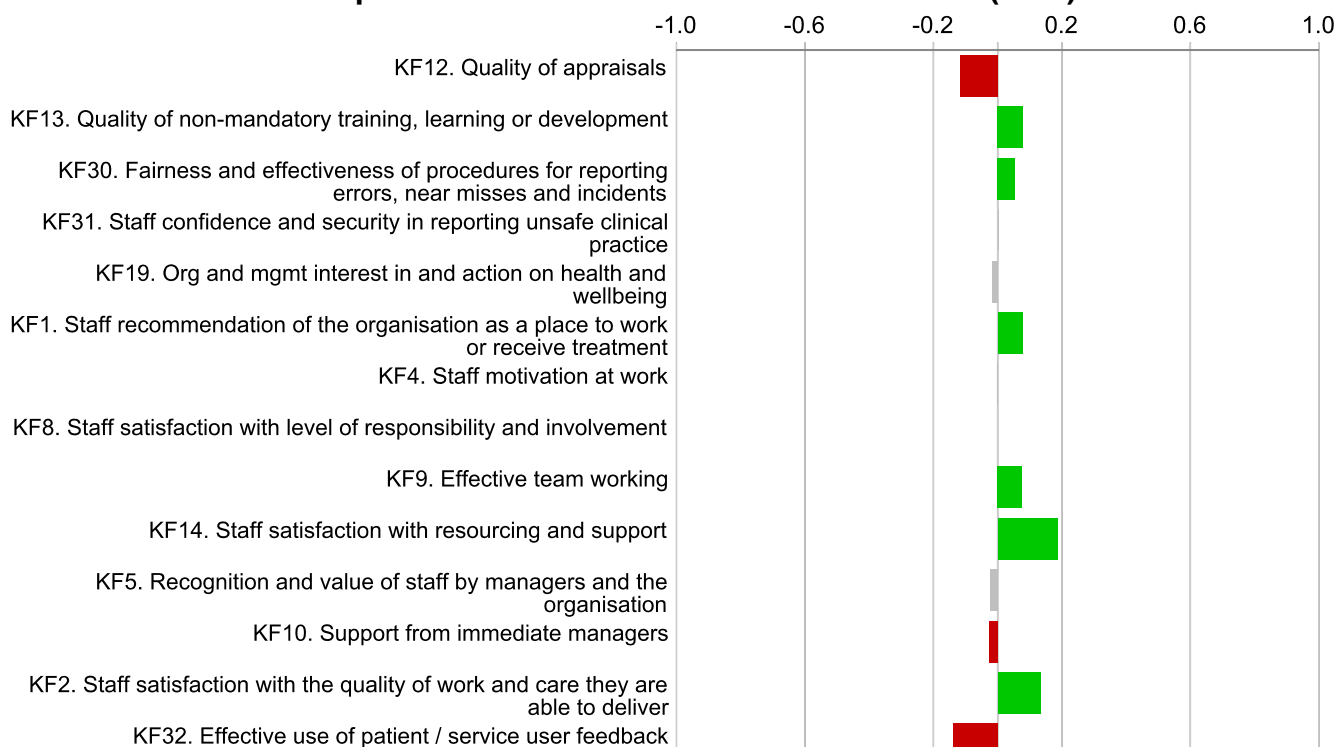 -1.0 -0.6 -0.2 0.2 0.6 1.0
KF12. Quality of appraisals
KF13. Quality of non-mandatory training, learning or development
KF30. Fairness and effectiveness of procedures for reporting
errors, near misses and incidents
KF31. Staff confidence and security in reporting unsafe clinical
practice
KF19. Org and mgmt interest in and action on health and
wellbeing
KF1. Staff recommendation of the organisation as a place to work
or receive treatment
KF4. Staff motivation at work
KF8. Staff satisfaction with level of responsibility and involvement
KF9. Effective team working
KF14. Staff satisfaction with resourcing and support
KF5. Recognition and value of staff by managers and the
organisation
KF10. Support from immediate managers
KF2. Staff satisfaction with the quality of work and care they are
able to deliver
KF32. Effective use of patient / service user feedback